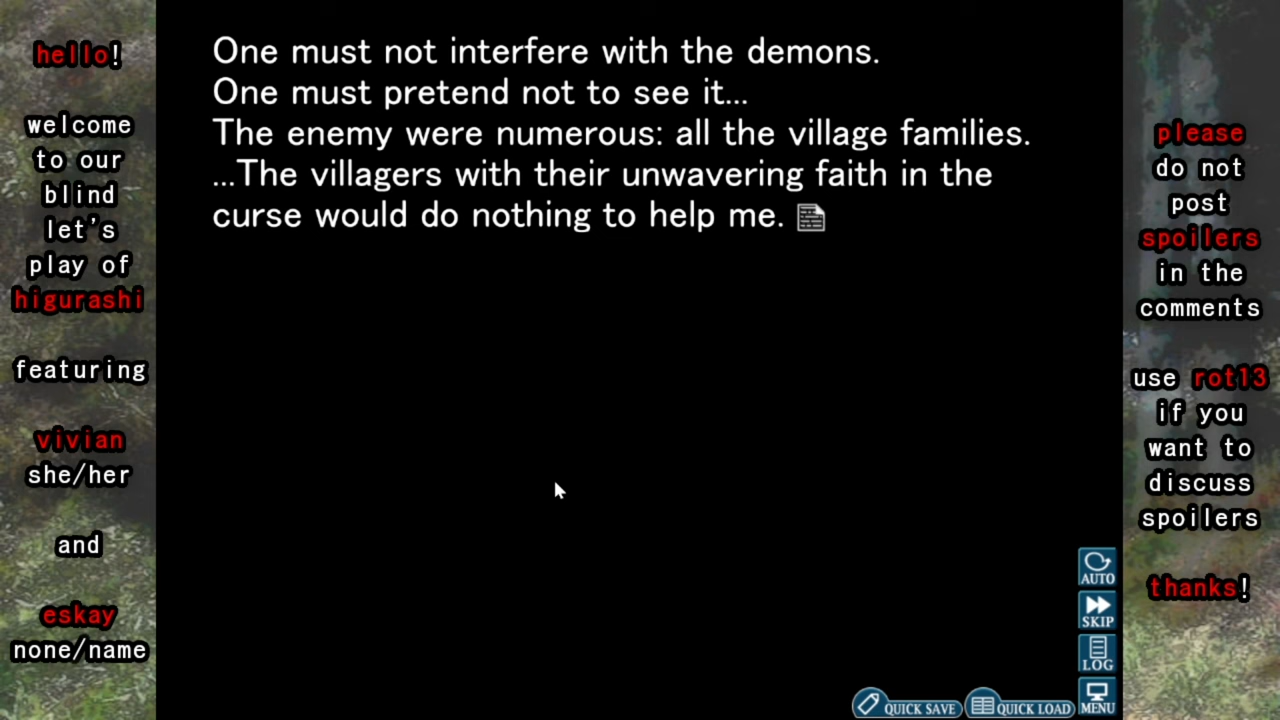 hello!
welcome
to our
blind
let's
play of
higurashi
featuring
vivian
she/her
and
eskay
none/name
One must not interfere with the demons.
One must pretend not to see it...
The enemy were numerous: all the village families.
...The villagers with their unwavering faith in the
curse would do nothing to help me.
please
do not
post
spoilers
in the
comments
use rot13
if you
want to
discuss
spoilers
thanks!
AUTO
SKIP
LOG
MENU
QUICK SAVE
QUICK LOAD